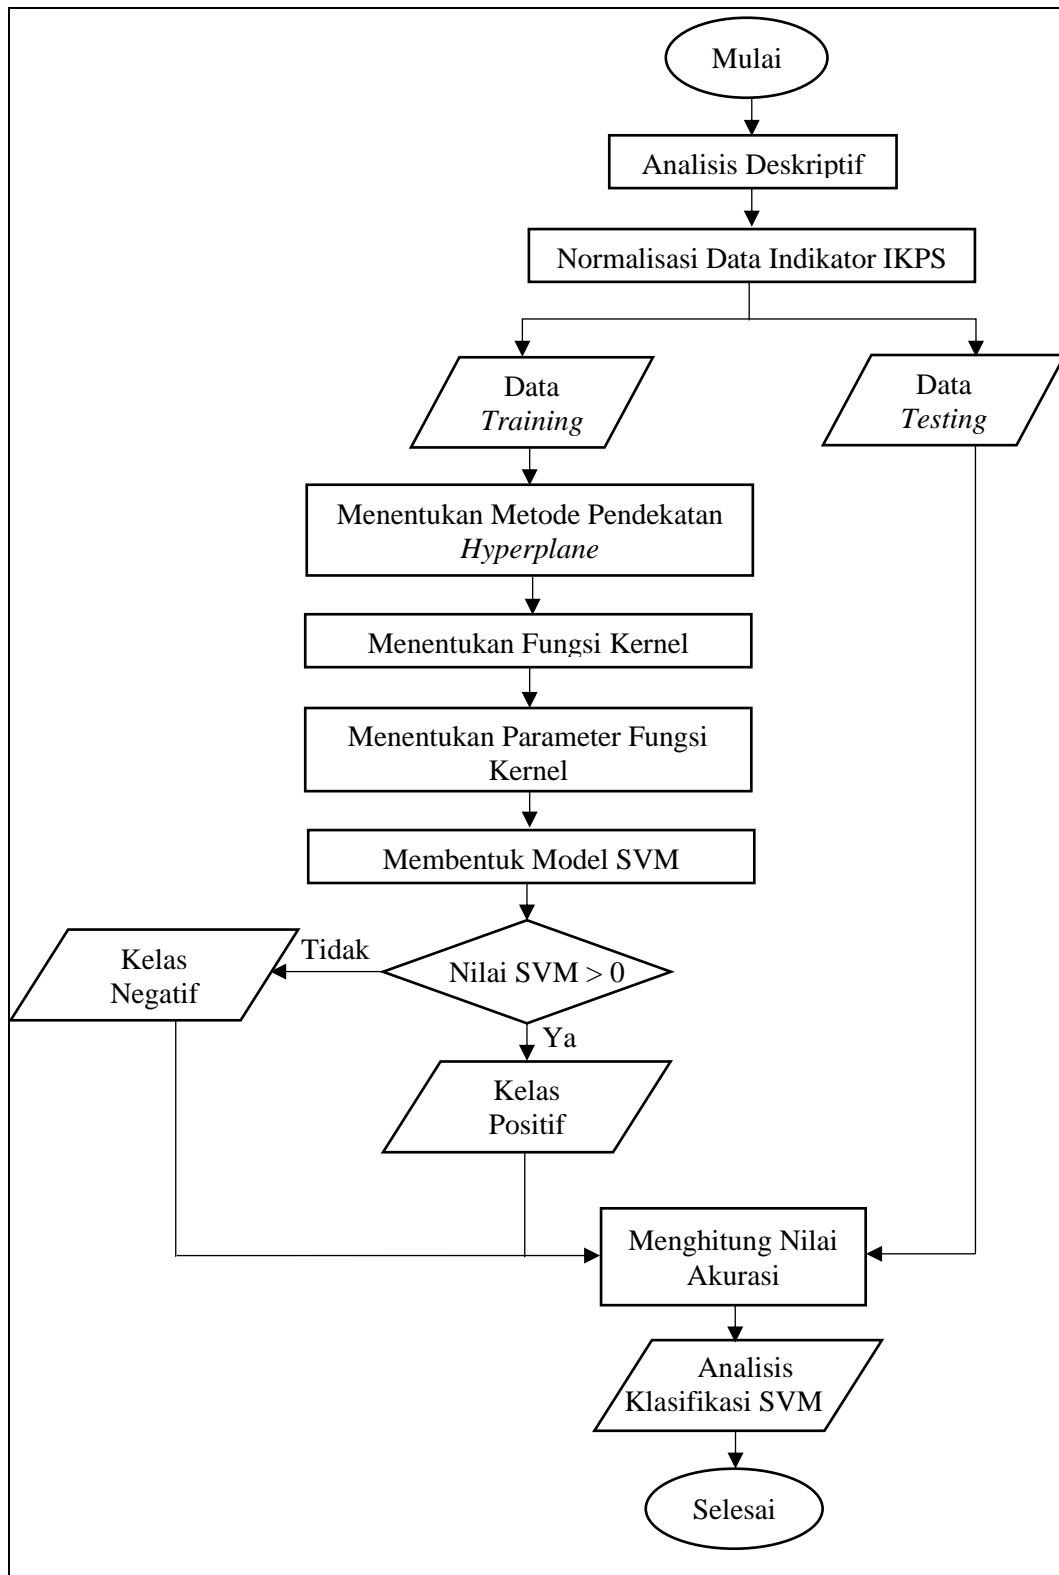 Mulai
Analisis Deskriptif
Normalisasi Data Indikator IKPS
Data
Training
Data
Testing
Menentukan Metode Pendekatan
Hyperplane
Menentukan Fungsi Kernel
Menentukan Parameter Fungsi
Kernel
Membentuk Model SVM
Nilai SVM > 0
Tidak
Kelas
Negatif
Ya
Kelas
Positif
Menghitung Nilai
Akurasi
Analisis
Klasifikasi SVM
Selesai